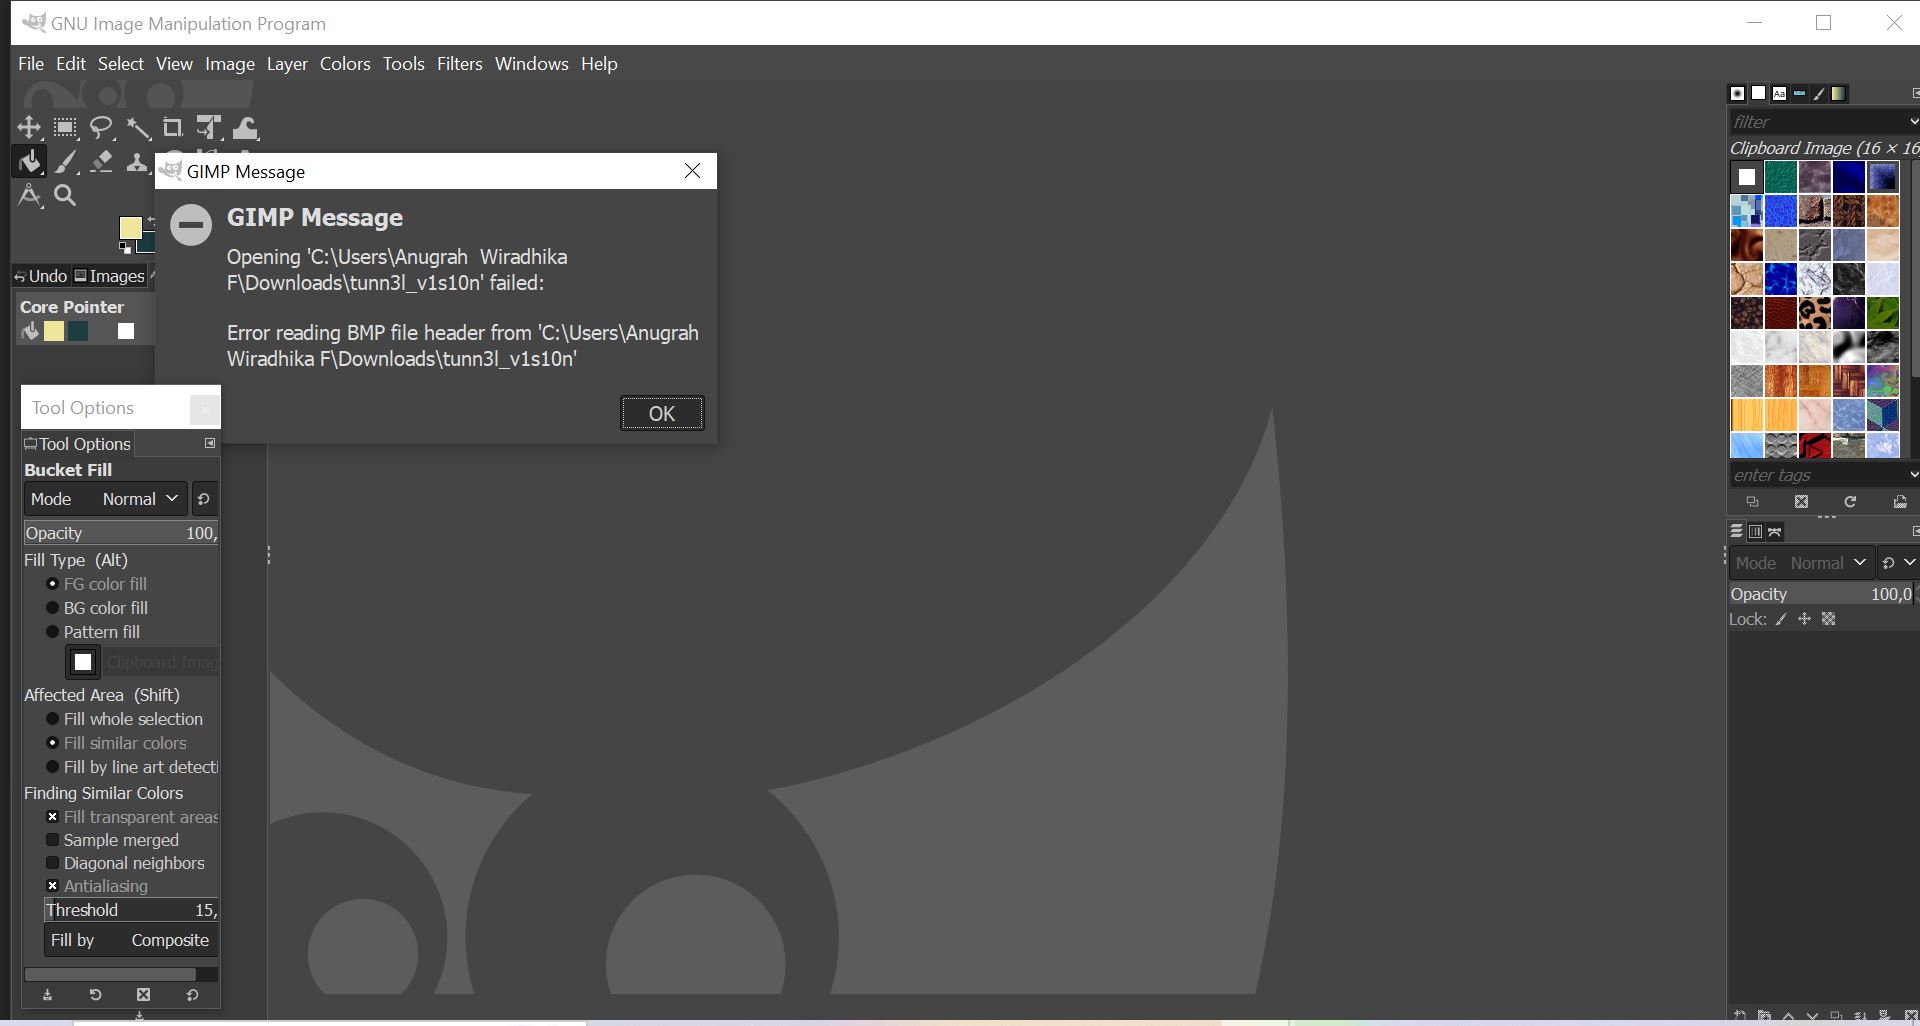 GNU Image Manipulation Program
File Edit Select View Image Layer Colors Tools Filters Windows Help
GIMP Message
GIMP Message
Opening 'C:\Users\Anugrah  Wiradhika
F\Downloads\tunn3l_v1s10n' failed:
Error reading BMP file header from 'C:\Users\Anugrah
Wiradhika F\Downloads\tunn3l_v1s10n'
OK
Undo Images
Core Pointer
Tool Options
Tool Options
Bucket Fill
Mode Normal
Opacity 100,
Fill Type (Alt)
FG color fill
BG color fill
Pattern fill
Clipboard Imag
Affected Area (Shift)
Fill whole selection
Fill similar colors
Fill by line art detecti
Finding Similar Colors
Fill transparent areas
Sample merged
Diagonal neighbors
Antialiasing
Threshold 15,
Fill by Composite
Aa
filter
Clipboard Image (16 × 16
enter tags
Mode Normal
Opacity 100,0
Lock: